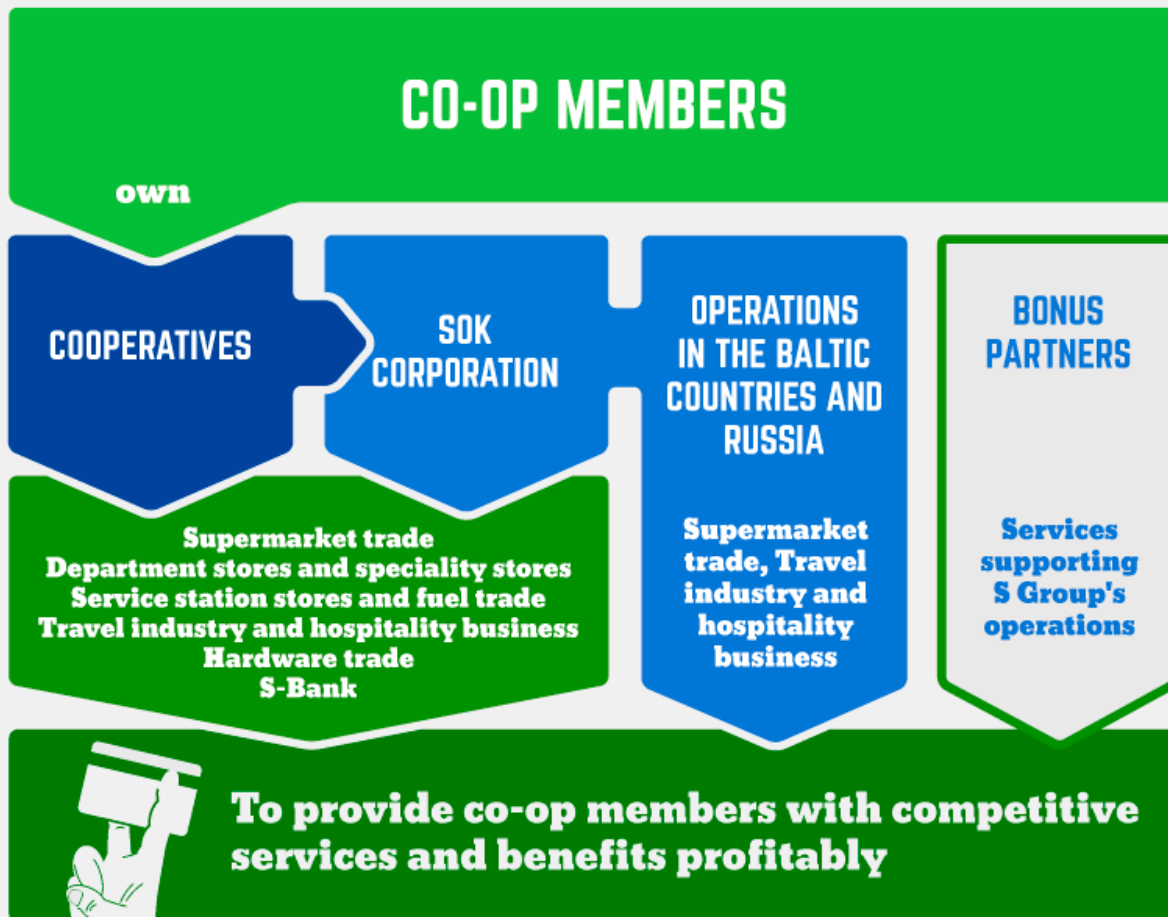 CO-OP MEMBERS
own
COOPERATIVES
SOK
CORPORATION
OPERATIONS
IN THE BALTIC
COUNTRIES AND
RUSSIA
BONUS
PARTNERS
Supermarket trade
Department stores and speciality stores
Service station stores and fuel trade
Travel industry and hospitality business
Hardware trade
S-Bank
Supermarket
trade, Travel
industry and
hospitality
business
Services
supporting
S Group's
operations
To provide co-op members with competitive
services and benefits profitably